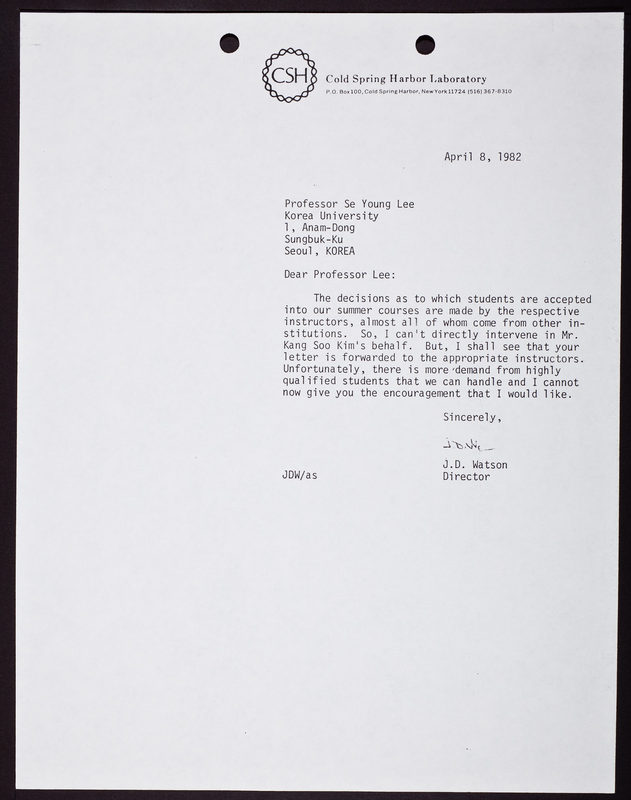 CSH
Cold Spring Harbor Laboratory
P.O. Box 100, Cold Spring Harbor, New York 11724 (516) 367-8310
April 8, 1982
Professor Se Young Lee
Korea University
1, Anam-Dong
Sungbuk-Ku
Seoul, KOREA
Dear Professor Lee:
The decisions as to which students are accepted
into our summer courses are made by the respective
instructors, almost all of whom come from other in-
stitutions. So, I can't directly intervene in Mr.
Kang Soo Kim's behalf. But, I shall see that your
letter is forwarded to the appropriate instructors.
Unfortunately, there is more demand from highly
qualified students that we can handle and I cannot
now give you the encouragement that I would like.
Sincerely,
J.D. Watson
JDW/as
Director